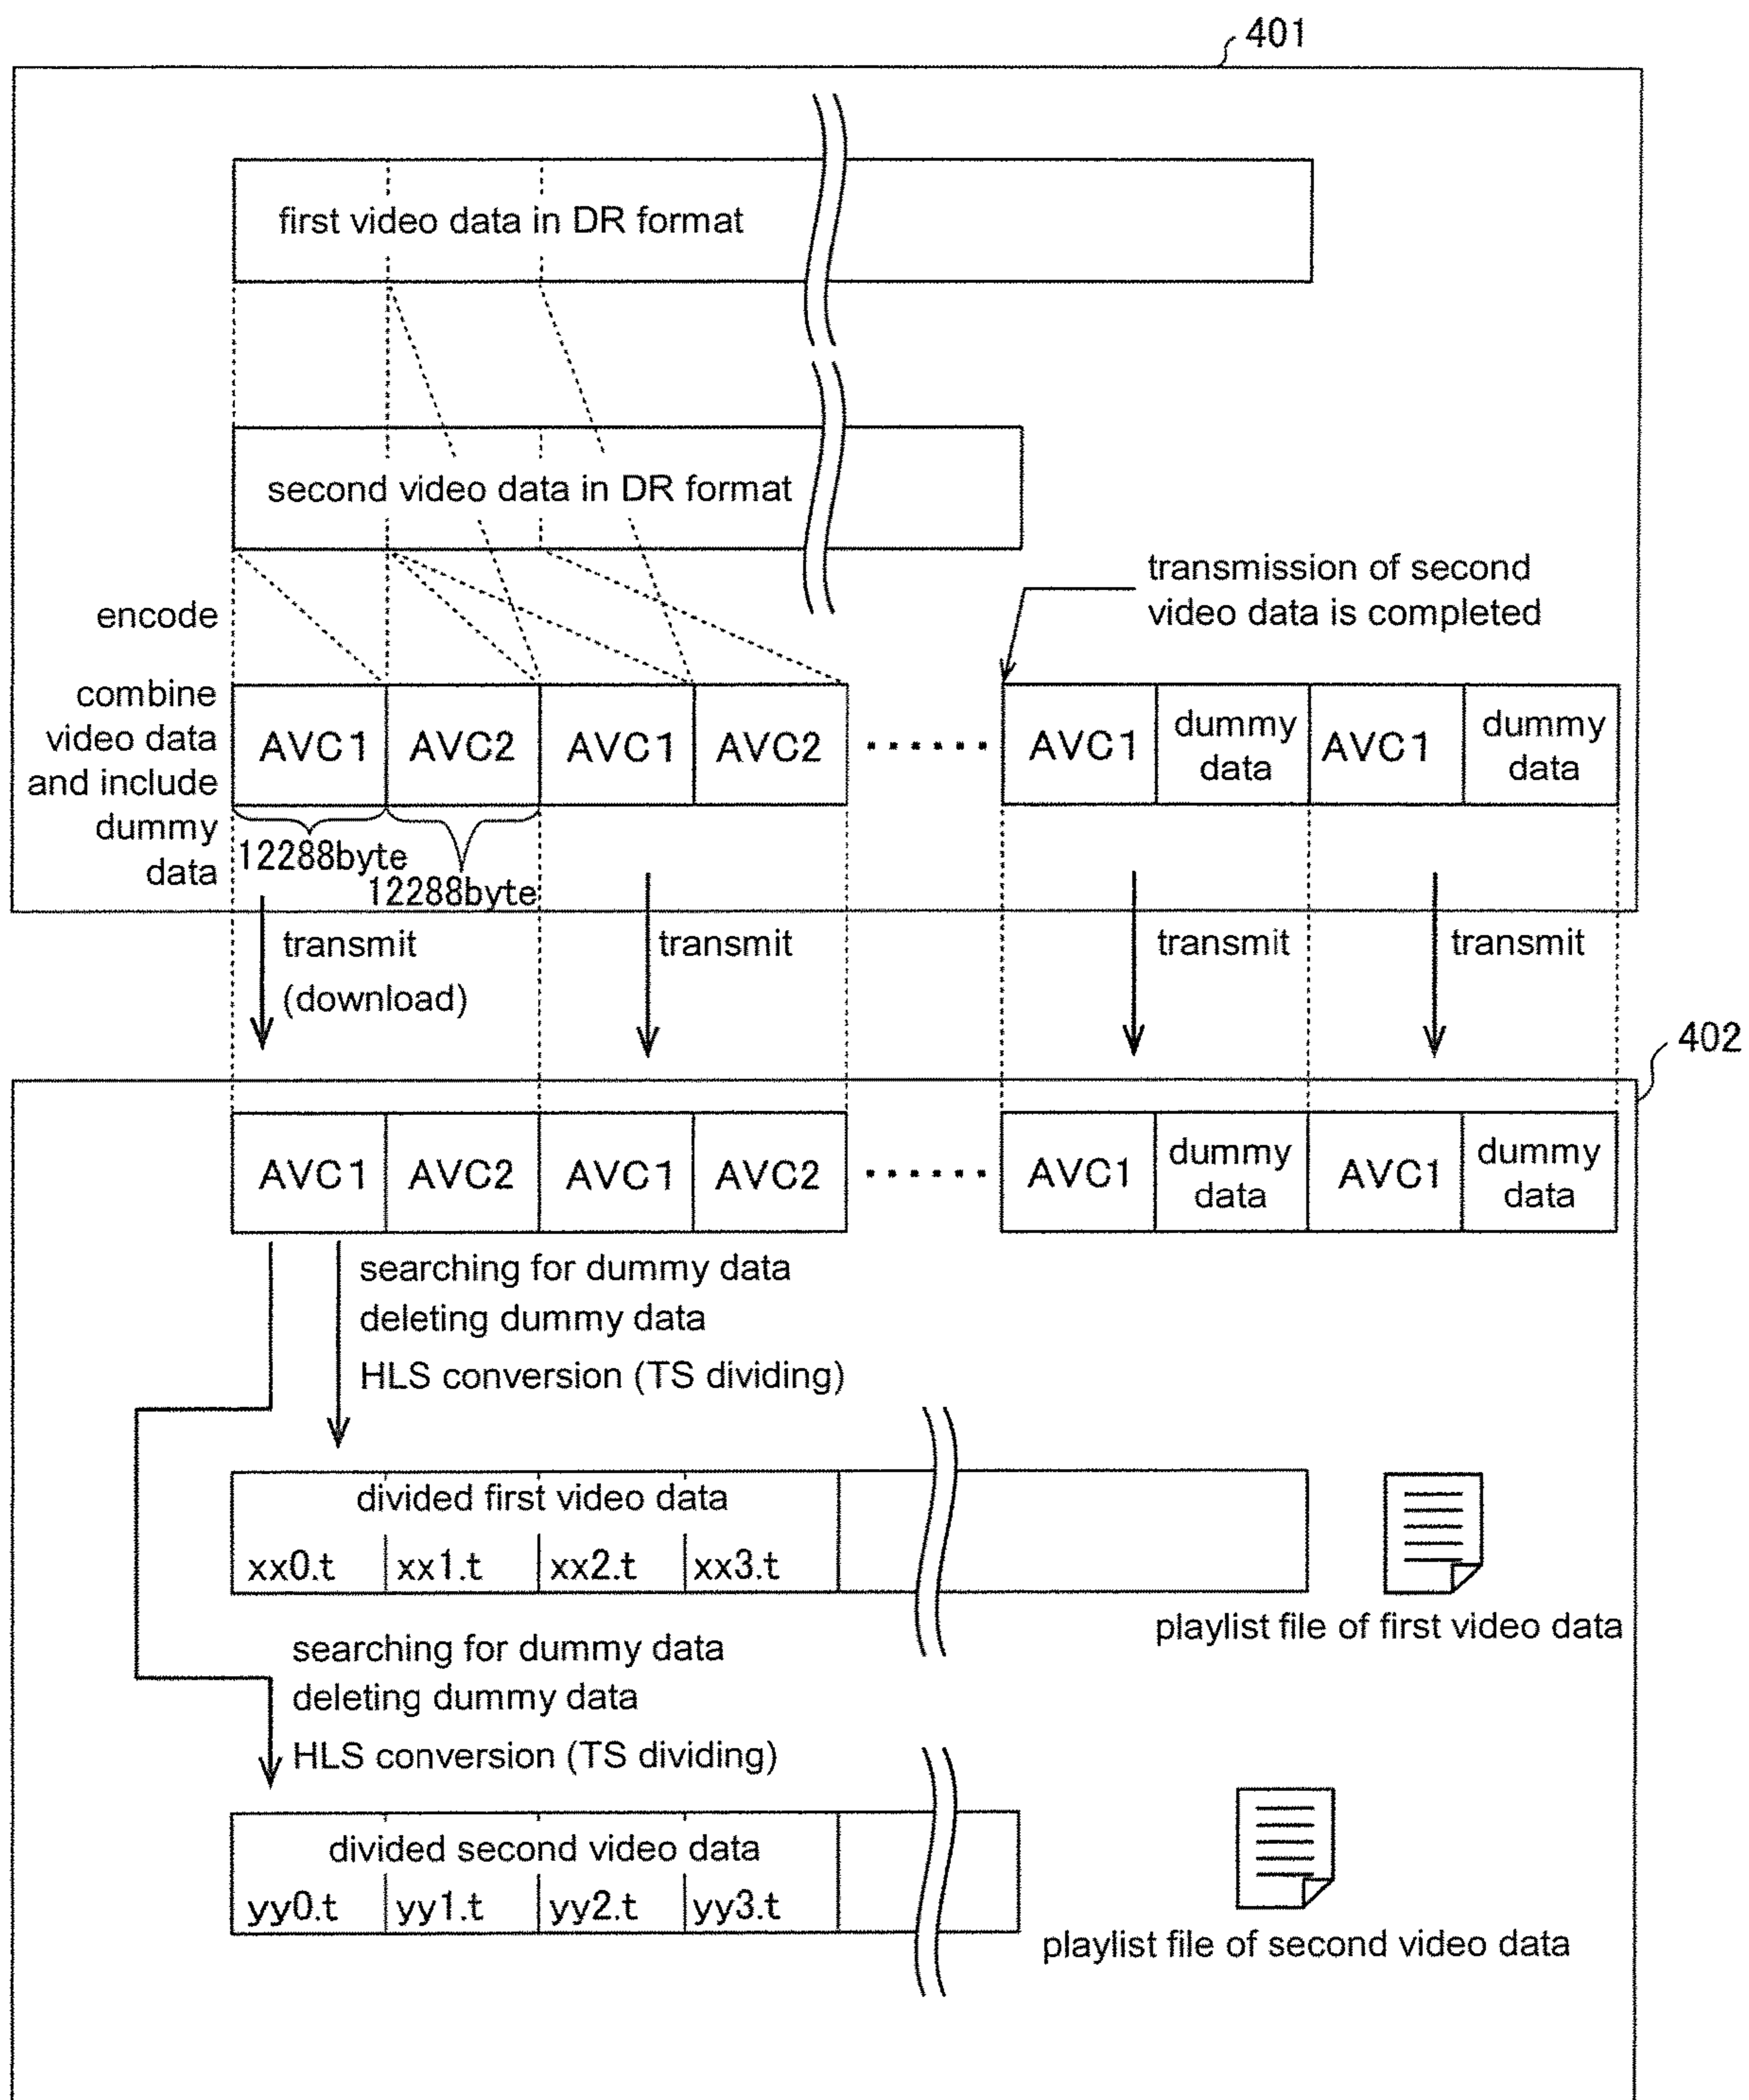 401
first video data in DR format
second video data in DR format
transmission of second
video data is completed
encode
combine
video data
and include
dummy
data
AVC1
AVC2
AVC1
AVC2
······
AVC1
dummy
data
AVC1
dummy
data
12288byte
12288byte
transmit
(download)
transmit
transmit
transmit
402
AVC1
AVC2
AVC1
AVC2
······
AVC1
dummy
data
AVC1
dummy
data
searching for dummy data
deleting dummy data
HLS conversion (TS dividing)
divided first video data
xx0.t
xx1.t
xx2.t
xx3.t
playlist file of first video data
searching for dummy data
deleting dummy data
HLS conversion (TS dividing)
divided second video data
yy0.t
yy1.t
yy2.t
yy3.t
playlist file of second video data